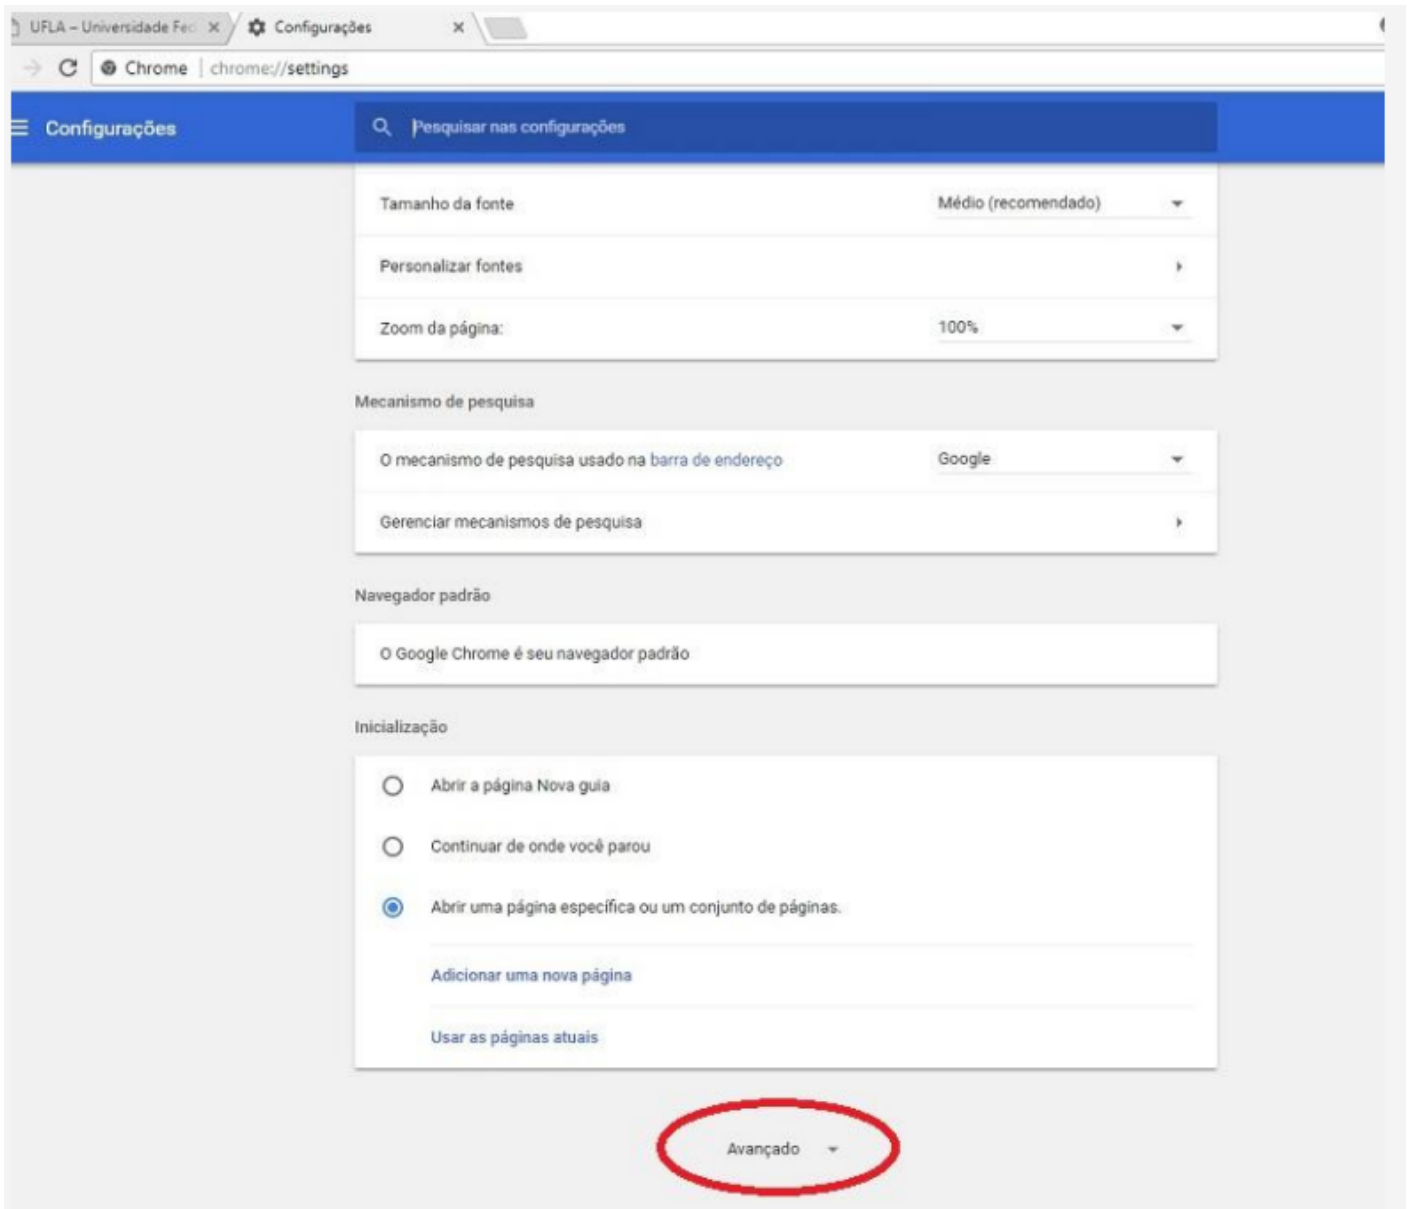 UFLA – Universidade Fed
Configurações
Chrome | chrome://settings
Configurações
Pesquisar nas configurações
Tamanho da fonte
Médio (recomendado)
Personalizar fontes
Zoom da página:
100%
Mecanismo de pesquisa
O mecanismo de pesquisa usado na barra de endereço
Google
Gerenciar mecanismos de pesquisa
Navegador padrão
O Google Chrome é seu navegador padrão
Inicialização
Abrir a página Nova guia
Continuar de onde você parou
Abrir uma página específica ou um conjunto de páginas.
Adicionar uma nova página
Usar as páginas atuais
Avançado